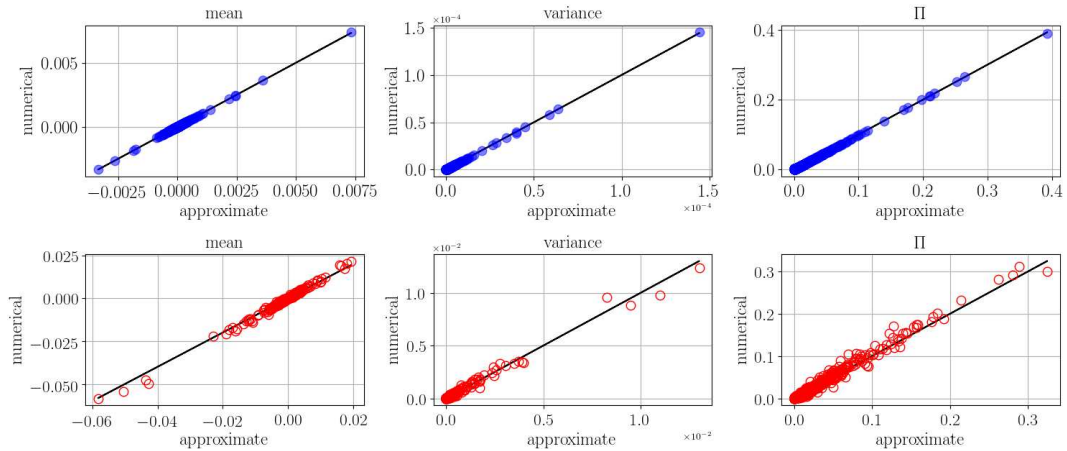 mean
numerical
0.005
0.000
−0.0025 0.0000 0.0025 0.0050 0.0075
approximate
variance
×10⁻⁴
numerical
1.5
1.0
0.5
0.0
0.0 0.5 1.0 1.5
approximate
×10⁻⁴
Π
numerical
0.4
0.2
0.0
0.0 0.1 0.2 0.3 0.4
approximate
mean
numerical
0.025
0.000
−0.025
−0.050
−0.06 −0.04 −0.02 0.00 0.02
approximate
variance
×10⁻²
numerical
1.0
0.5
0.0
0.0 0.5 1.0
approximate
×10⁻²
Π
numerical
0.3
0.2
0.1
0.0
0.0 0.1 0.2 0.3
approximate